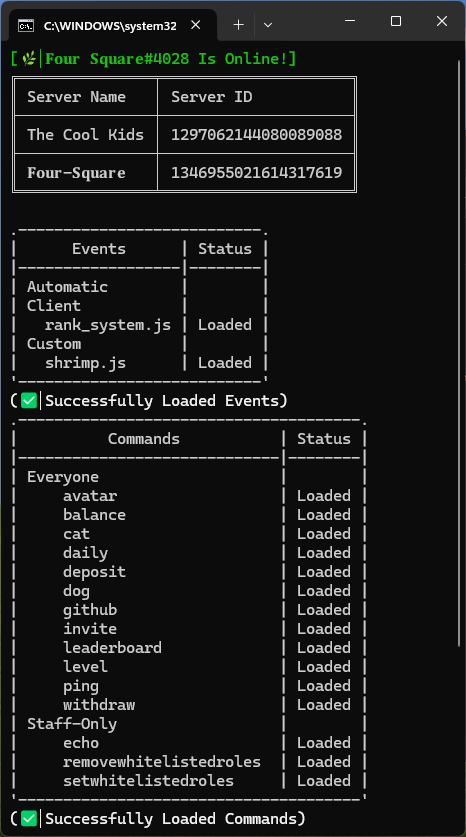 C:\WINDOWS\system32
[🌿|𝐅𝐨𝐮𝐫 𝐒𝐪𝐮𝐚𝐫𝐞#4028 Is Online!]
Server Name Server ID
The Cool Kids 1297062144080089088
𝐅𝐨𝐮𝐫-𝐒𝐪𝐮𝐚𝐫𝐞 1346955021614317619
Events Status
Automatic
Client
rank_system.js Loaded
Custom
shrimp.js Loaded
(✅|Successfully Loaded Events)
Commands Status
Everyone
avatar Loaded
balance Loaded
cat Loaded
daily Loaded
deposit Loaded
dog Loaded
github Loaded
invite Loaded
leaderboard Loaded
level Loaded
ping Loaded
withdraw Loaded
Staff-Only
echo Loaded
removewhitelistedroles Loaded
setwhitelistedroles Loaded
(✅|Successfully Loaded Commands)